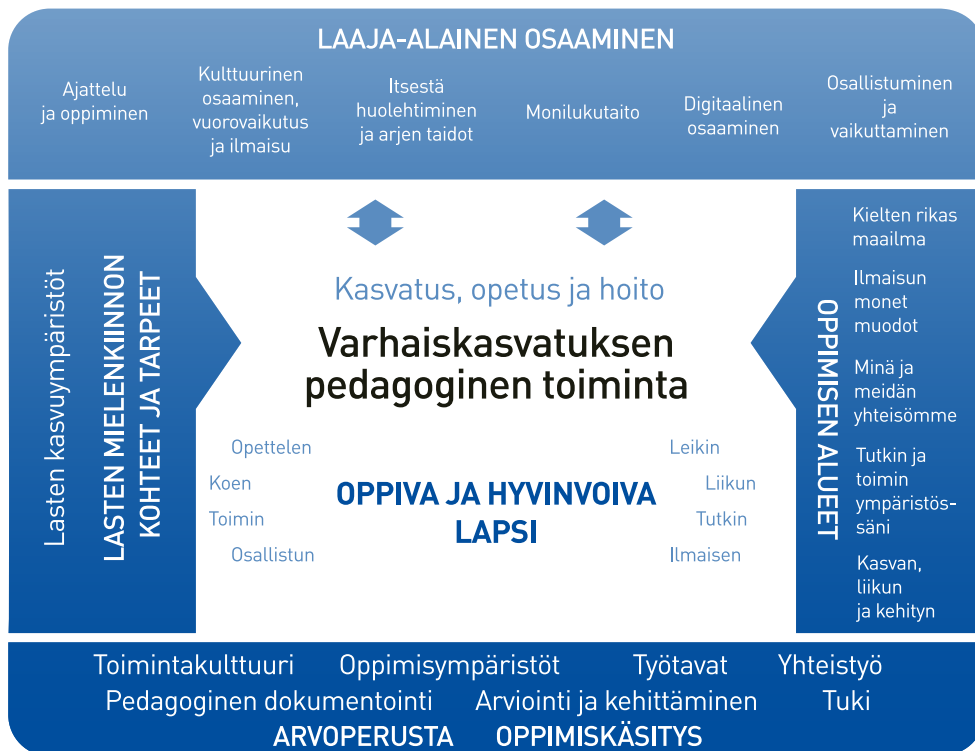 LAAJA-ALAINEN OSAAMINEN
Ajattelu
ja oppiminen
Kulttuurinen
osaaminen,
vuorovaikutus
ja ilmaisu
Itsestä
huolehtiminen
ja arjen taidot
Monilukutaito
Digitaalinen
osaaminen
Osallistuminen
ja
vaikuttaminen
Lasten kasvuympäristöt
LASTEN MIELENKIINNON
KOHTEET JA TARPEET
Kasvatus, opetus ja hoito
Varhaiskasvatuksen
pedagoginen toiminta
Opettelen
Koen
Toimin
Osallistun
OPPIVA JA HYVINVOIVA
LAPSI
Leikin
Liikun
Tutkin
Ilmaisen
OPPIMISEN ALUEET
Kielten rikas
maailma
Ilmaisun
monet
muodot
Minä ja
meidän
yhteisömme
Tutkin ja
toimin
ympäristös-
säni
Kasvan,
liikun
ja kehityn
Toimintakulttuuri Oppimisympäristöt Työtavat Yhteistyö
Pedagoginen dokumentointi Arviointi ja kehittäminen Tuki
ARVOPERUSTA OPPIMISKÄSITYS